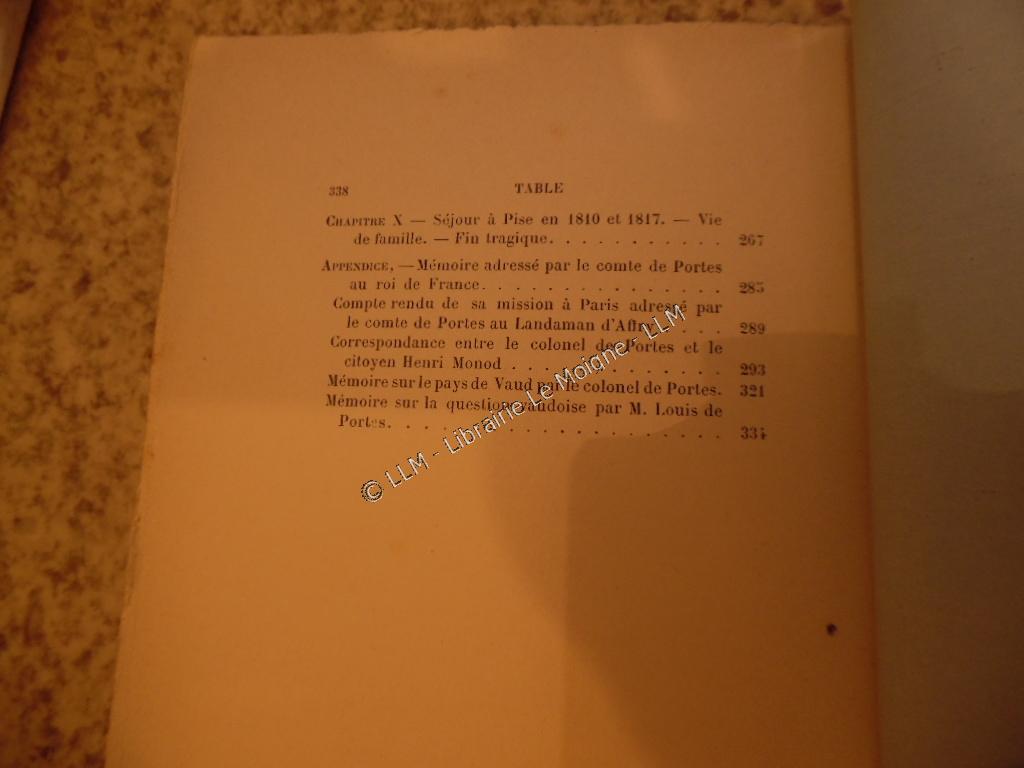 338 TABLE
CHAPITRE X — Séjour à Pise en 1810 et 1817. — Vie
de famille. — Fin tragique. . . . . . . . . . . . 267
APPENDICE, — Mémoire adressé par le comte de Portes
au roi de France. . . . . . . . . . . . . . . 285
Compte rendu de sa mission à Paris adressé par
le comte de Portes au Landaman d'Affry. . . . 289
Correspondance entre le colonel de Portes et le
citoyen Henri Monod . . . . . . . . . . . . . 293
Mémoire sur le pays de Vaud par le colonel de Portes. 321
Mémoire sur la question vaudoise par M. Louis de
Portes. . . . . . . . . . . . . . . . . . . . . 334
© LLM - Librairie Le Moigne - LLM